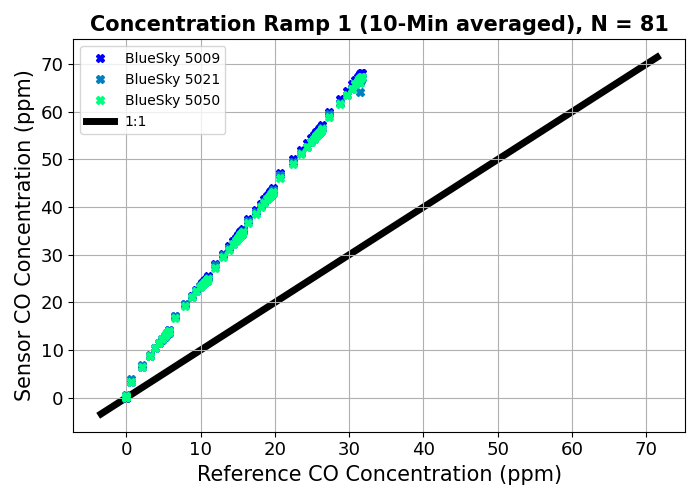 Concentration Ramp 1 (10-Min averaged), N = 81
BlueSky 5009
BlueSky 5021
BlueSky 5050
1:1
Sensor CO Concentration (ppm)
70
60
50
40
30
20
10
0
0 10 20 30 40 50 60 70
Reference CO Concentration (ppm)